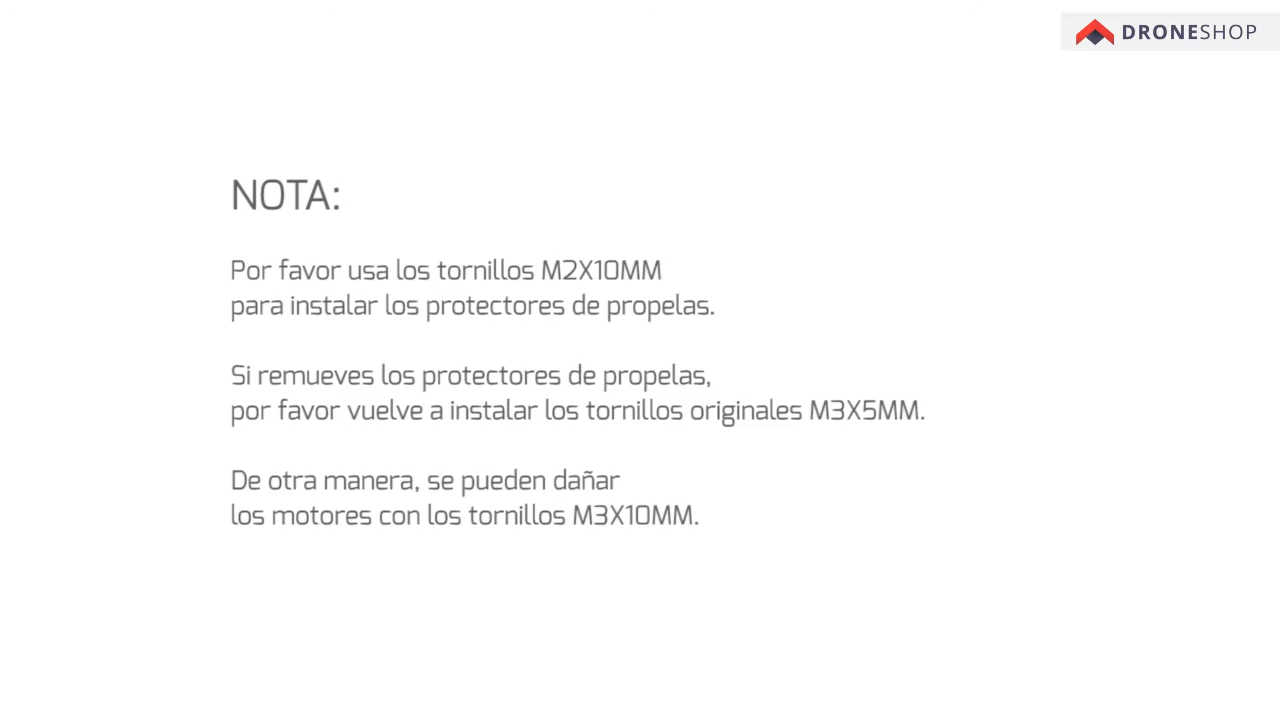 DRONESHOP
NOTA:
Por favor usa los tornillos M2X10MM
para instalar los protectores de propelas.
Si remueves los protectores de propelas,
por favor vuelve a instalar los tornillos originales M3X5MM.
De otra manera, se pueden dañar
los motores con los tornillos M3X10MM.